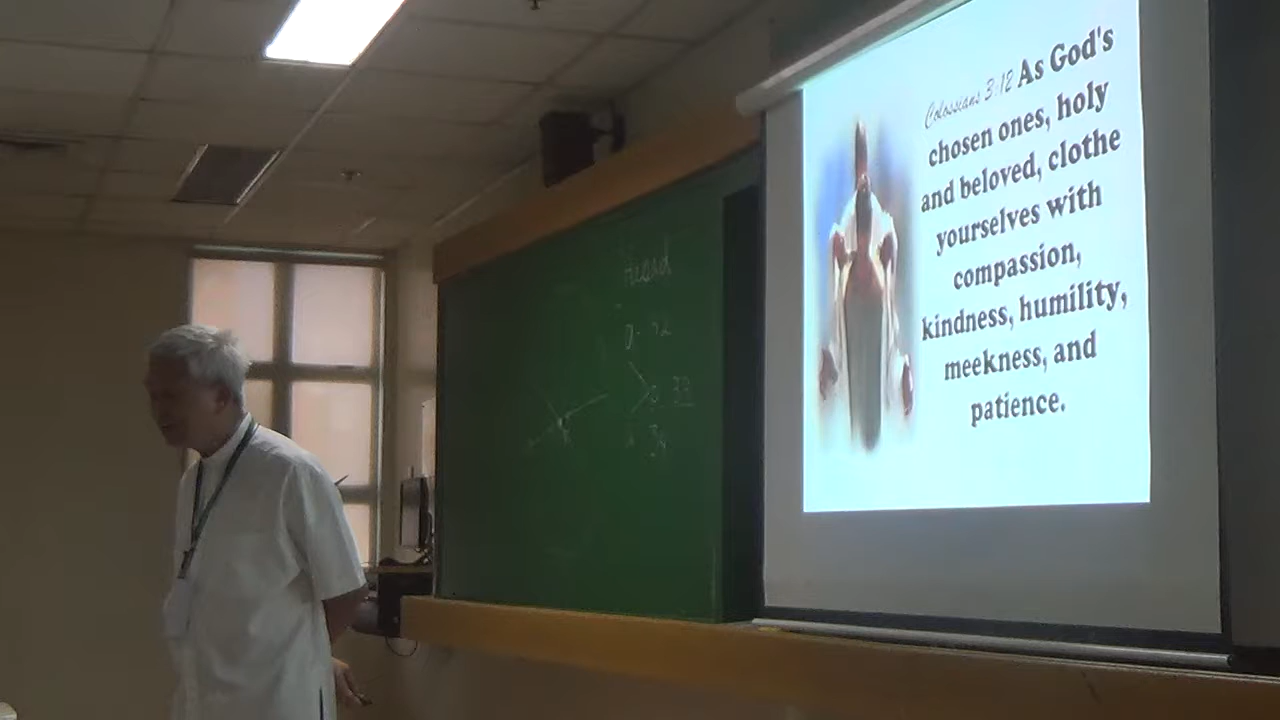 Colossians 3:12 As God's
chosen ones, holy
and beloved, clothe
yourselves with
compassion,
kindness, humility,
meekness, and
patience.